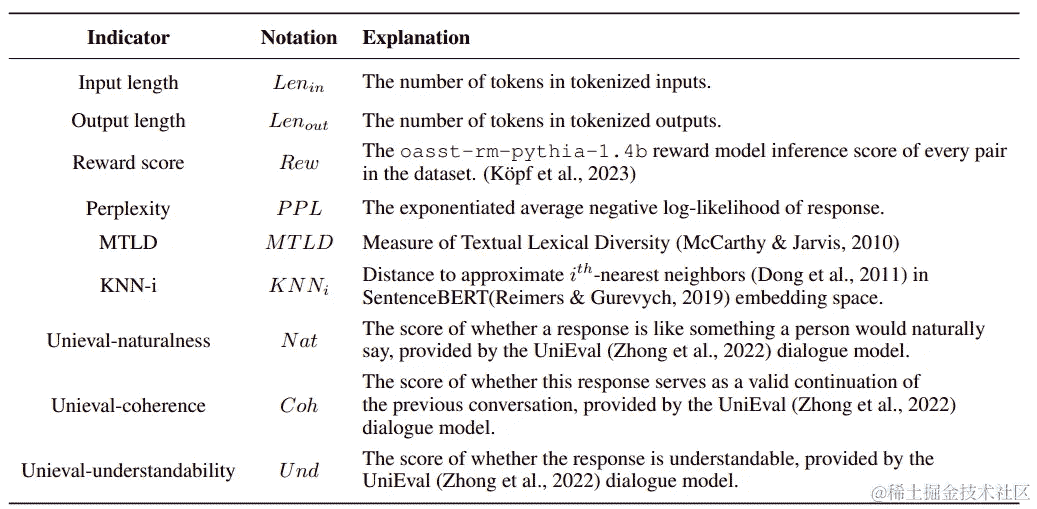 Indicator Notation Explanation
Input length Len_in The number of tokens in tokenized inputs.
Output length Len_out The number of tokens in tokenized outputs.
Reward score Rew The oasst-rm-pythia-1.4b reward model inference score of every pair
in the dataset. (Köpf et al., 2023)
Perplexity PPL The exponentiated average negative log-likelihood of response.
MTLD MTLD Measure of Textual Lexical Diversity (McCarthy & Jarvis, 2010)
KNN-i KNN_i Distance to approximate i^th-nearest neighbors (Dong et al., 2011) in
SentenceBERT(Reimers & Gurevych, 2019) embedding space.
Unieval-naturalness Nat The score of whether a response is like something a person would naturally
say, provided by the UniEval (Zhong et al., 2022) dialogue model.
Unieval-coherence Coh The score of whether this response serves as a valid continuation of
the previous conversation, provided by the UniEval (Zhong et al., 2022)
dialogue model.
Unieval-understandability Und The score of whether the response is understandable, provided by the
UniEval (Zhong et al., 2022) dialogue model.
@稀土掘金技术社区